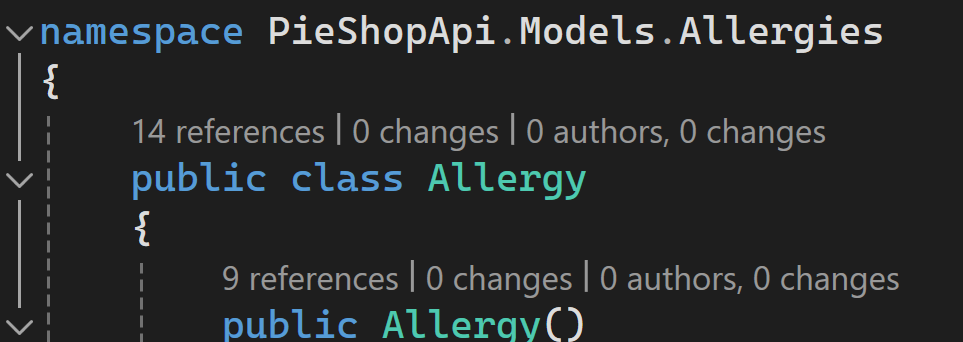 namespace PieShopApi.Models.Allergies
{
14 references | 0 changes | 0 authors, 0 changes
public class Allergy
{
9 references | 0 changes | 0 authors, 0 changes
public Allergy()